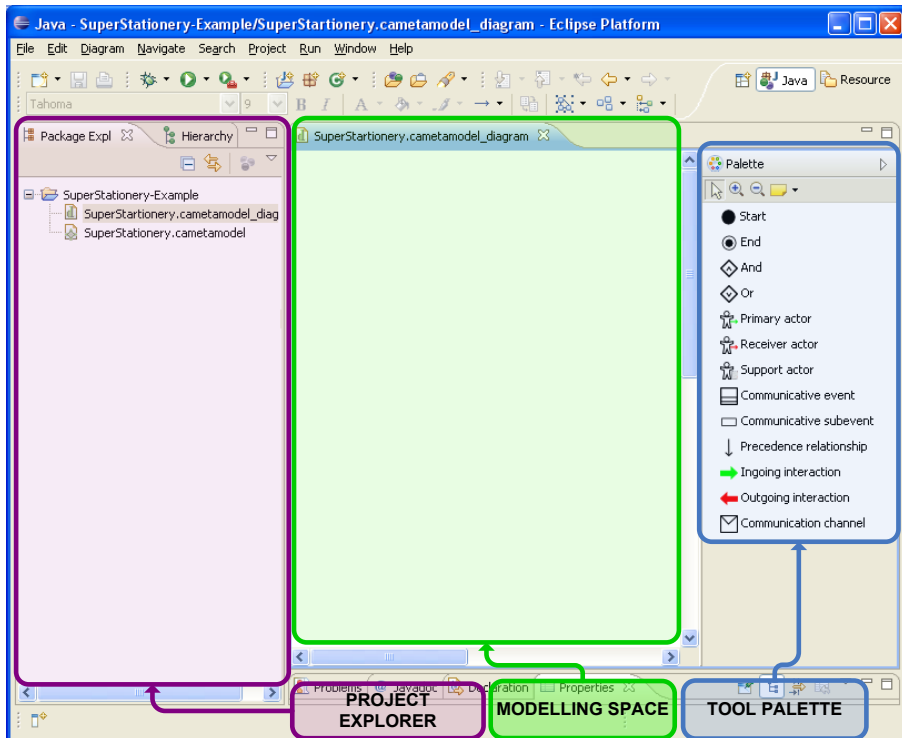 Java - SuperStationery-Example/SuperStartionery.cametamodel_diagram - Eclipse Platform
File Edit Diagram Navigate Search Project Run Window Help
Java Resource
Tahoma 9 B I A
Package Expl Hierarchy
SuperStartionery.cametamodel_diagram
SuperStationery-Example
SuperStartionery.cametamodel_diag
SuperStationery.cametamodel
Palette
Start
End
And
Or
Primary actor
Receiver actor
Support actor
Communicative event
Communicative subevent
Precedence relationship
Ingoing interaction
Outgoing interaction
Communication channel
Problems @ Javadoc Declaration Properties
PROJECT
EXPLORER
MODELLING SPACE
TOOL PALETTE